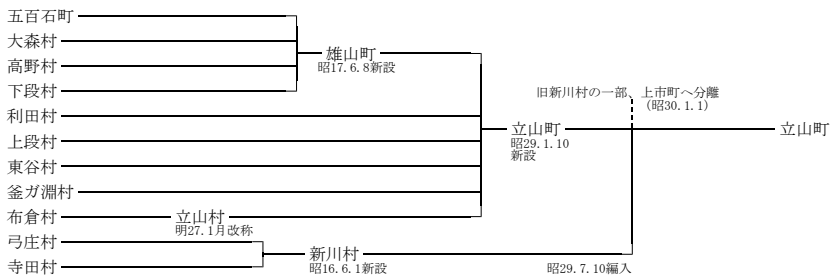 五百石町
大森村
高野村
下段村
雄山町
昭17.6.8新設
利田村
上段村
東谷村
釜ガ淵村
布倉村
立山村
明27.1月改称
立山町
昭29.1.10
新設
弓庄村
寺田村
新川村
昭16.6.1新設
昭29.7.10編入
旧新川村の一部、上市町へ分離
(昭30.1.1)
立山町